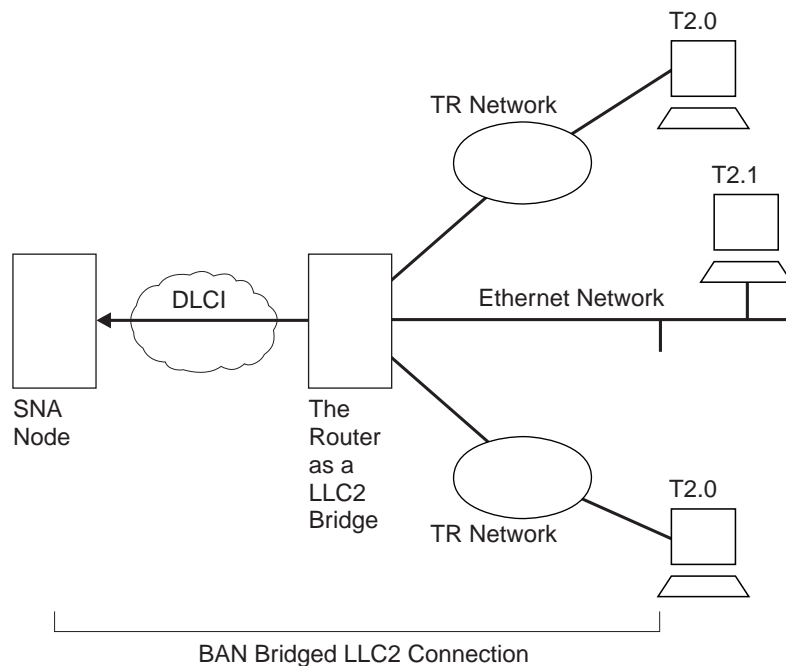 T2.0
TR Network
T2.1
DLCI
Ethernet Network
SNA
Node
The
Router
as a
LLC2
Bridge
T2.0
TR Network
BAN Bridged LLC2 Connection